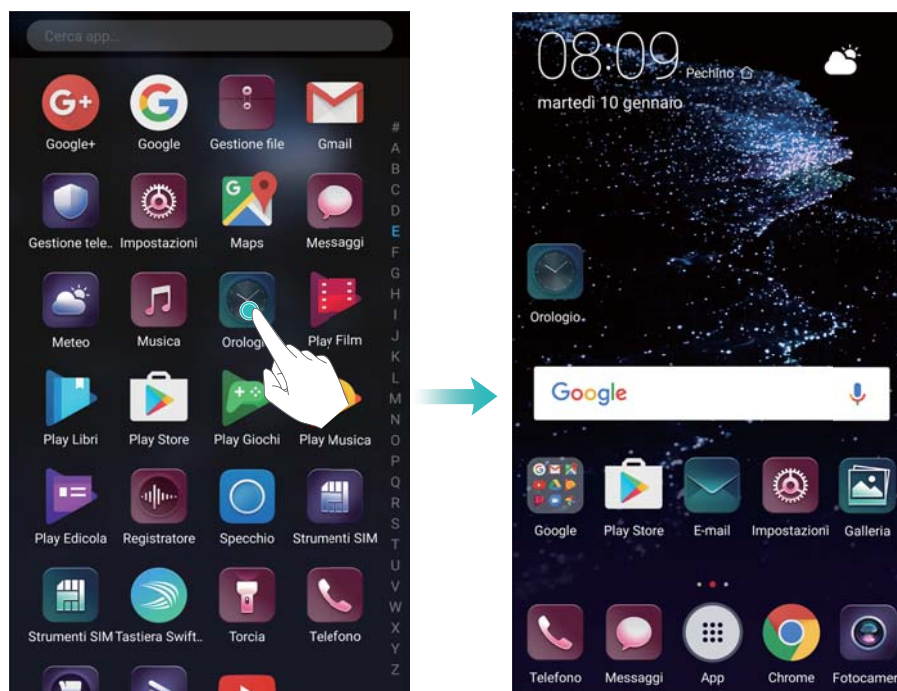 Cerca app...
G+
G
Google+ Google Gestione file Gmail
G
Gestione tele.. Impostazioni Maps Messaggi
Meteo Musica Orologi Play Film
Play Libri Play Store Play Giochi Play Musica
Play Edicola Registratore Specchio Strumenti SIM
Strumenti SIM Tastiera Swift.. Torcia Telefono
#
A
B
C
D
E
F
G
H
I
J
K
L
M
N
O
P
Q
R
S
T
U
V
W
X
Y
Z
08:09 Pechino
martedì 10 gennaio
Orologio
Google
Google Play Store E-mail Impostazioni Galleria
Telefono Messaggi App Chrome Fotocamer